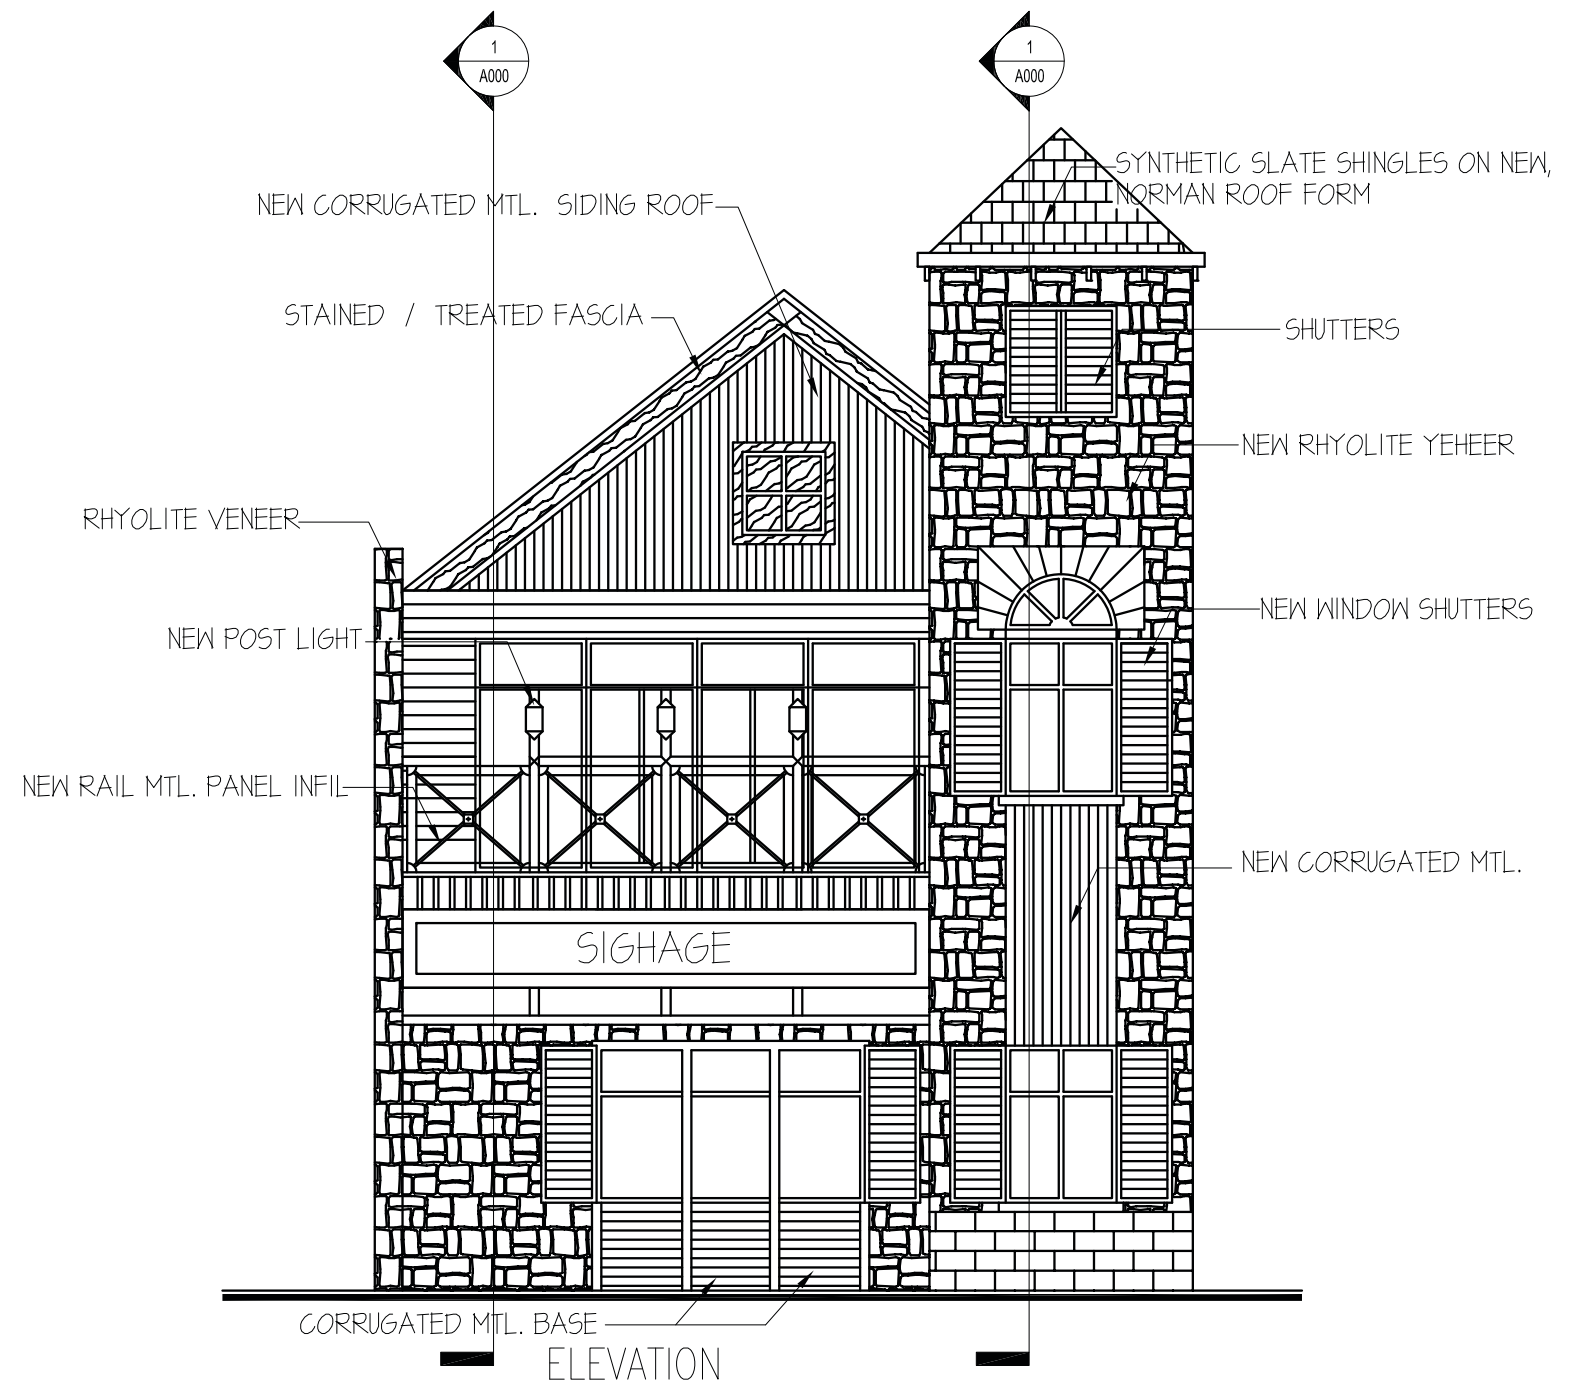 1
A000
1
A000
SYNTHETIC SLATE SHINGLES ON NEW,
NORMAN ROOF FORM
NEW CORRUGATED MTL. SIDING ROOF
STAINED / TREATED FASCIA
SHUTTERS
NEW RHYOLITE YEHEER
RHYOLITE VENEER
NEW WINDOW SHUTTERS
NEW POST LIGHT
NEW RAIL MTL. PANEL INFIL
NEW CORRUGATED MTL.
SIGHAGE
CORRUGATED MTL. BASE
ELEVATION